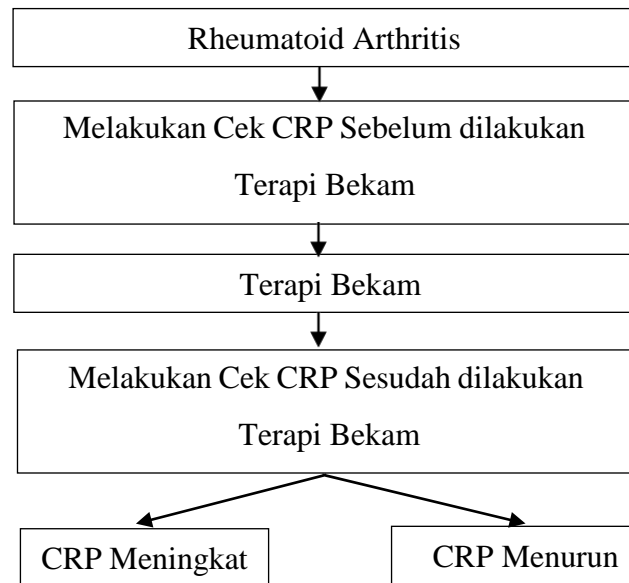 Rheumatoid Arthritis
Melakukan Cek CRP Sebelum dilakukan
Terapi Bekam
Terapi Bekam
Melakukan Cek CRP Sesudah dilakukan
Terapi Bekam
CRP Meningkat
CRP Menurun